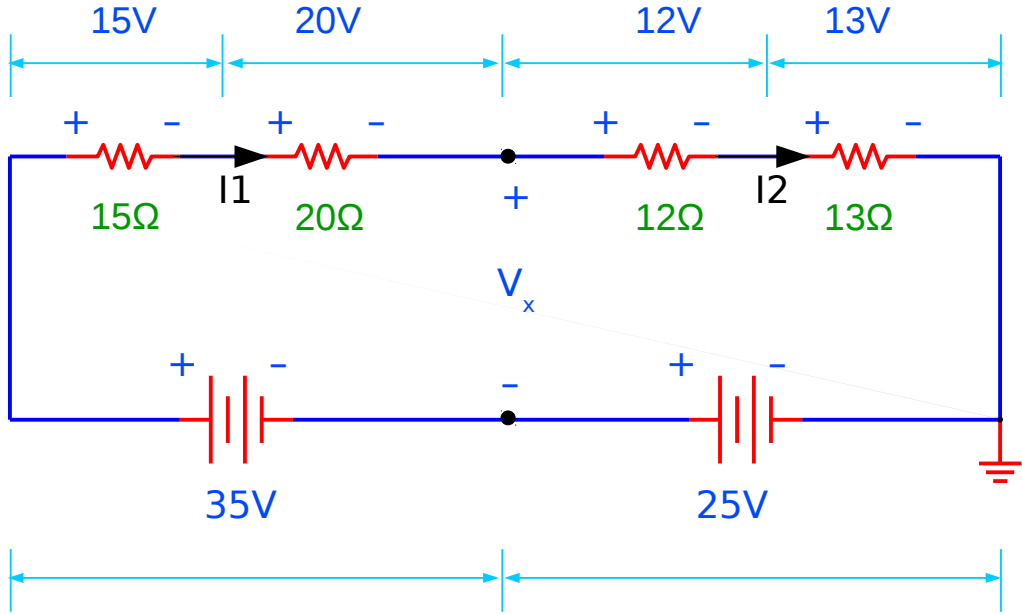 15V 20V 12V 13V
+ – + – + – + –
I1 I2
15Ω 20Ω + 12Ω 13Ω
Vx
+ – – + –
35V 25V